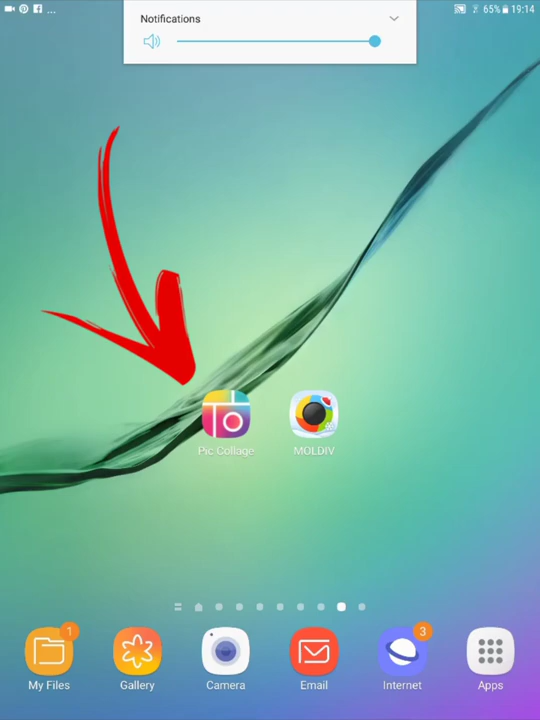 Notifications
... 65% 19:14
Pic Collage MOLDIV
1 3
My Files Gallery Camera Email Internet Apps